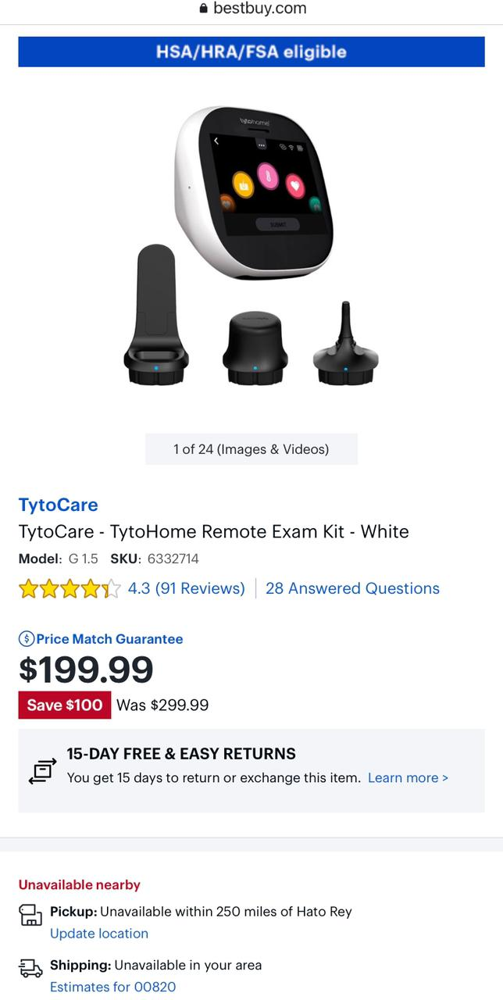 bestbuy.com
HSA/HRA/FSA eligible
tytohome
SUBMIT
1 of 24 (Images & Videos)
TytoCare
TytoCare - TytoHome Remote Exam Kit - White
Model: G 1.5 SKU: 6332714
4.3 (91 Reviews) | 28 Answered Questions
Price Match Guarantee
$199.99
Save $100 Was $299.99
15-DAY FREE & EASY RETURNS
You get 15 days to return or exchange this item. Learn more >
Unavailable nearby
Pickup: Unavailable within 250 miles of Hato Rey
Update location
Shipping: Unavailable in your area
Estimates for 00820